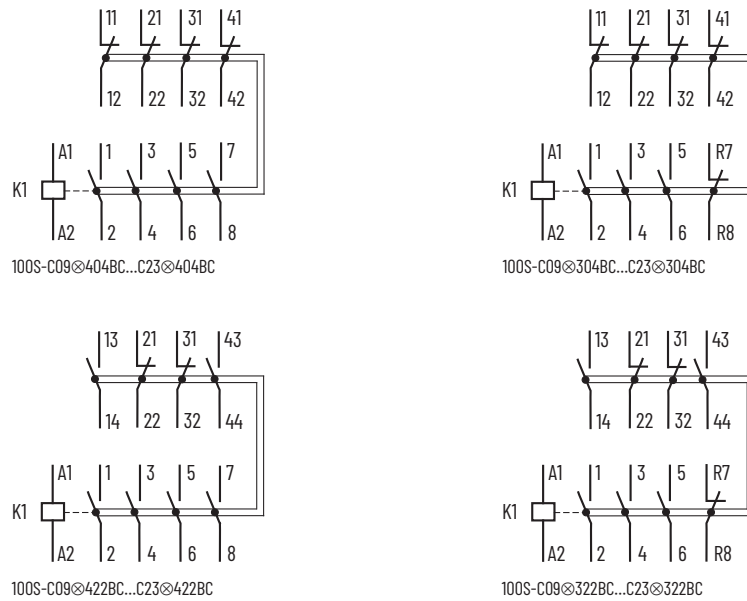 11 21 31 41
12 22 32 42
A1 1 3 5 7
K1
A2 2 4 6 8
100S-C09⊗404BC...C23⊗404BC
11 21 31 41
12 22 32 42
A1 1 3 5 R7
K1
A2 2 4 6 R8
100S-C09⊗304BC...C23⊗304BC
13 21 31 43
14 22 32 44
A1 1 3 5 7
K1
A2 2 4 6 8
100S-C09⊗422BC...C23⊗422BC
13 21 31 43
14 22 32 44
A1 1 3 5 R7
K1
A2 2 4 6 R8
100S-C09⊗322BC...C23⊗322BC